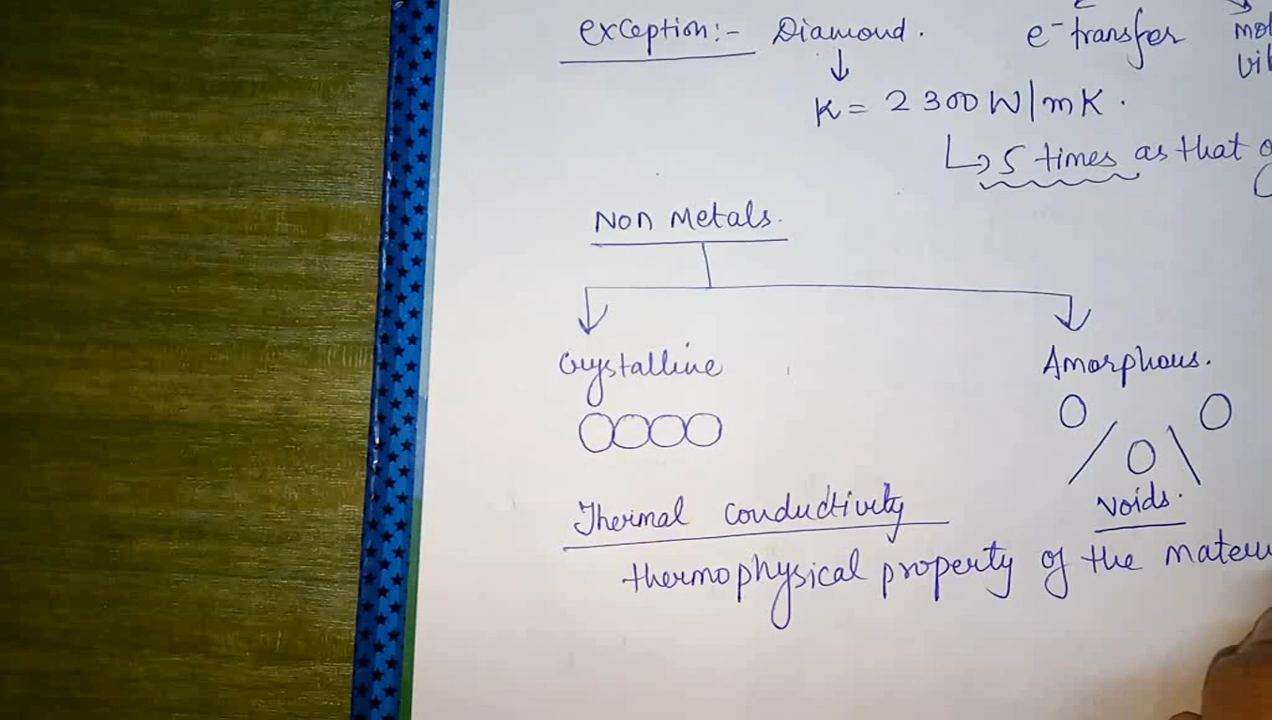 exception:- Diamond. e⁻transfer
K = 2300 W/mK.
↳ 5 times as that
Non Metals.
Crystalline Amorphous.
Voids.
Thermal conductivity
thermophysical property of the